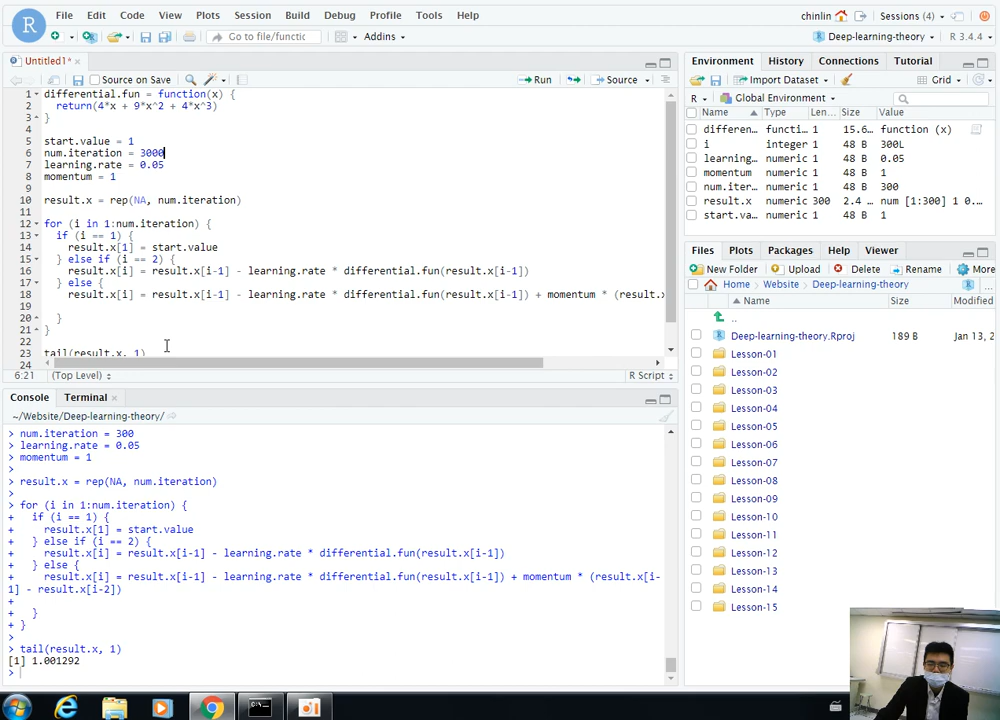 File Edit Code View Plots Session Build Debug Profile Tools Help
chinlin Sessions (4)
Go to file/functic Addins
Deep-learning-theory R 3.4.4
Untitled1* ×
Source on Save Run Source
1 differential.fun = function(x) {
2 return(4*x + 9*x^2 + 4*x^3)
3 }
4
5 start.value = 1
6 num.iteration = 3000
7 learning.rate = 0.05
8 momentum = 1
9
10 result.x = rep(NA, num.iteration)
11
12 for (i in 1:num.iteration) {
13 if (i == 1) {
14 result.x[1] = start.value
15 } else if (i == 2) {
16 result.x[i] = result.x[i-1] - learning.rate * differential.fun(result.x[i-1])
17 } else {
18 result.x[i] = result.x[i-1] - learning.rate * differential.fun(result.x[i-1]) + momentum * (result.x
19
20 }
21 }
22
23 tail(result.x, 1)
24
6:21 (Top Level) R Script
Console Terminal ×
~/Website/Deep-learning-theory/
> num.iteration = 300
> learning.rate = 0.05
> momentum = 1
>
> result.x = rep(NA, num.iteration)
>
> for (i in 1:num.iteration) {
+ if (i == 1) {
+ result.x[1] = start.value
+ } else if (i == 2) {
+ result.x[i] = result.x[i-1] - learning.rate * differential.fun(result.x[i-1])
+ } else {
+ result.x[i] = result.x[i-1] - learning.rate * differential.fun(result.x[i-1]) + momentum * (result.x[i-
1] - result.x[i-2])
+
+ }
+ }
>
> tail(result.x, 1)
[1] 1.001292
>
Environment History Connections Tutorial
Import Dataset Grid
R Global Environment
Name Type Len… Size Value
differen… functi… 1 15.6… function (x)
i integer 1 48 B 300L
learning… numeric 1 48 B 0.05
momentum numeric 1 48 B 1
num.iter… numeric 1 48 B 300
result.x numeric 300 2.4 … num [1:300] 1 0.…
start.va… numeric 1 48 B 1
Files Plots Packages Help Viewer
New Folder Upload Delete Rename More
Home Website Deep-learning-theory
Name Size Modified
..
Deep-learning-theory.Rproj 189 B Jan 13, 2
Lesson-01
Lesson-02
Lesson-03
Lesson-04
Lesson-05
Lesson-06
Lesson-07
Lesson-08
Lesson-09
Lesson-10
Lesson-11
Lesson-12
Lesson-13
Lesson-14
Lesson-15